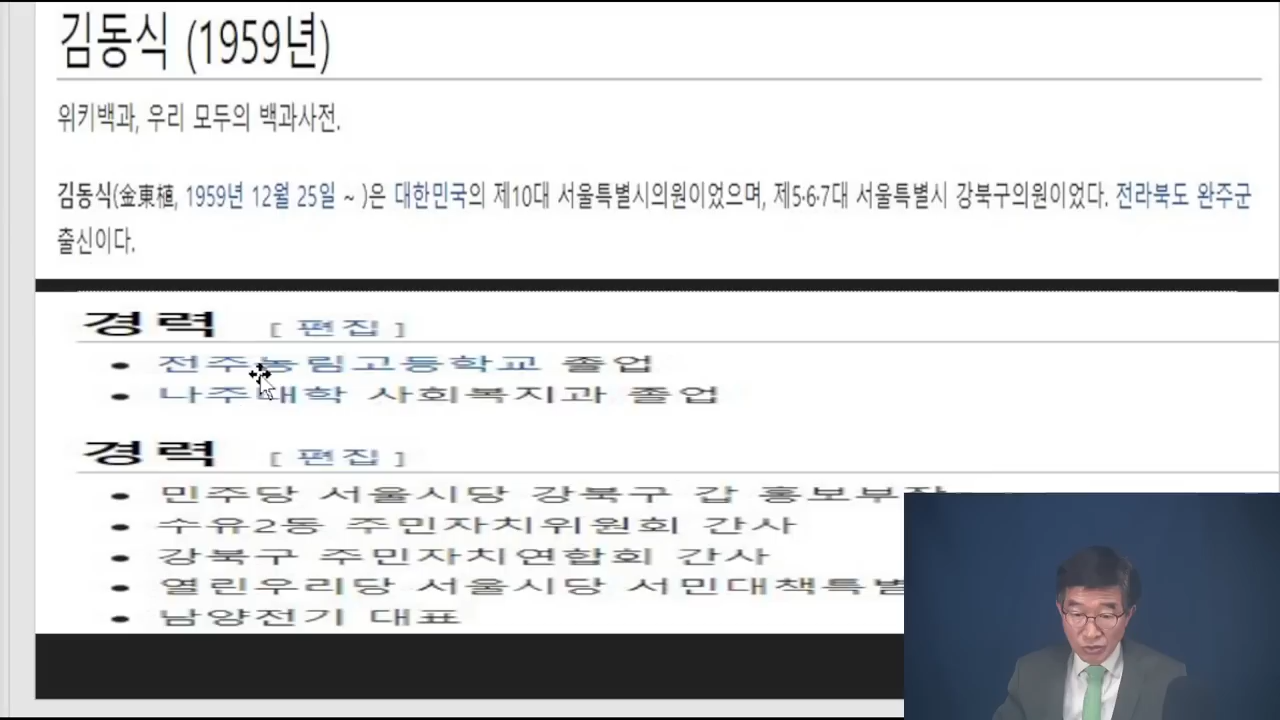 김동식 (1959년)
위키백과, 우리 모두의 백과사전.
김동식(金東植, 1959년 12월 25일 ~ )은 대한민국의 제10대 서울특별시의원이었으며, 제5·6·7대 서울특별시 강북구의원이었다. 전라북도 완주군
출신이다.
경력 [ 편집 ]
전주농림고등학교 졸업
나주대학 사회복지과 졸업
경력 [ 편집 ]
민주당 서울시당 강북구 갑 홍보부장
수유2동 주민자치위원회 간사
강북구 주민자치연합회 간사
열린우리당 서울시당 서민대책특별
남양전기 대표